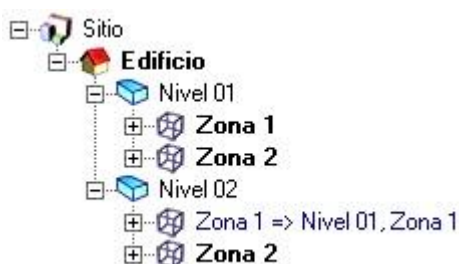 Sitio
Edificio
Nivel 01
Zona 1
Zona 2
Nivel 02
Zona 1 => Nivel 01, Zona 1
Zona 2